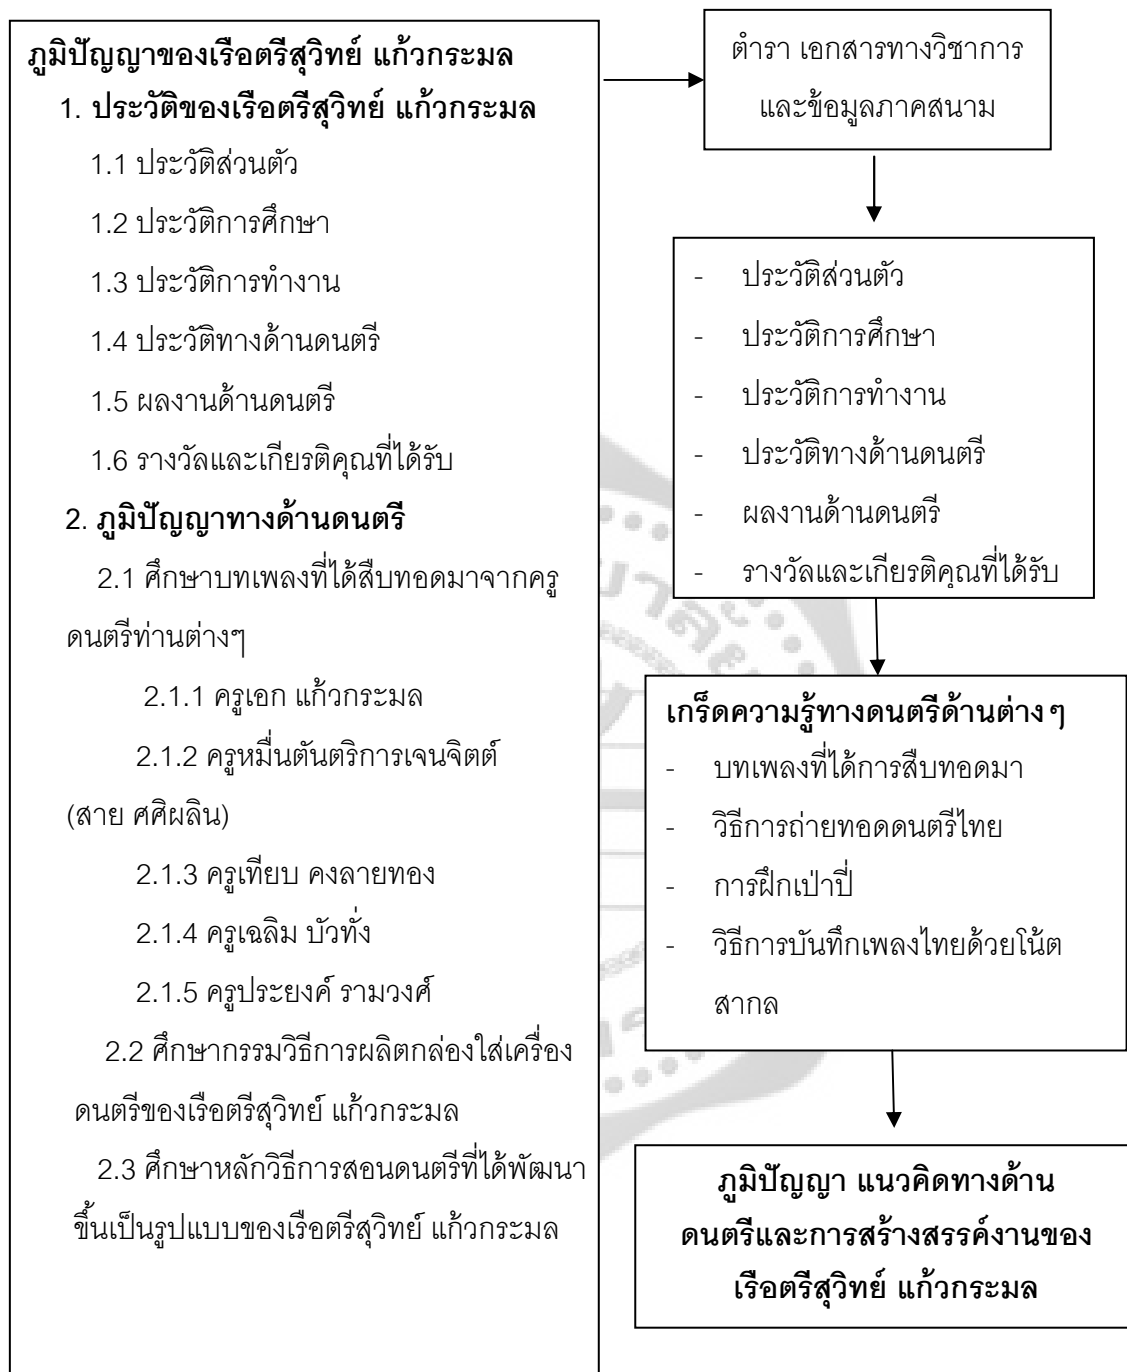 ภูมิปัญญาของเรือตรีสุวิทย์ แก้วกระมล
1. ประวัติของเรือตรีสุวิทย์ แก้วกระมล
1.1 ประวัติส่วนตัว
1.2 ประวัติการศึกษา
1.3 ประวัติการทำงาน
1.4 ประวัติทางด้านดนตรี
1.5 ผลงานด้านดนตรี
1.6 รางวัลและเกียรติคุณที่ได้รับ
2. ภูมิปัญญาทางด้านดนตรี
2.1 ศึกษาบทเพลงที่ได้สืบทอดมาจากครู
ดนตรีท่านต่างๆ
2.1.1 ครูเอก แก้วกระมล
2.1.2 ครูหมื่นตันตริการเจนจิตต์
(สาย ศศิผลิน)
2.1.3 ครูเทียบ คงลายทอง
2.1.4 ครูเฉลิม บัวทั่ง
2.1.5 ครูประยงค์ รามวงศ์
2.2 ศึกษากรรมวิธีการผลิตกล่องใส่เครื่อง
ดนตรีของเรือตรีสุวิทย์ แก้วกระมล
2.3 ศึกษาหลักวิธีการสอนดนตรีที่ได้พัฒนา
ขึ้นเป็นรูปแบบของเรือตรีสุวิทย์ แก้วกระมล
ตำรา เอกสารทางวิชาการ
และข้อมูลภาคสนาม
- ประวัติส่วนตัว
- ประวัติการศึกษา
- ประวัติการทำงาน
- ประวัติทางด้านดนตรี
- ผลงานด้านดนตรี
- รางวัลและเกียรติคุณที่ได้รับ
เกร็ดความรู้ทางดนตรีด้านต่างๆ
- บทเพลงที่ได้การสืบทอดมา
- วิธีการถ่ายทอดดนตรีไทย
- การฝึกเป่าปี่
- วิธีการบันทึกเพลงไทยด้วยโน้ต
สากล
ภูมิปัญญา แนวคิดทางด้าน
ดนตรีและการสร้างสรรค์งานของ
เรือตรีสุวิทย์ แก้วกระมล